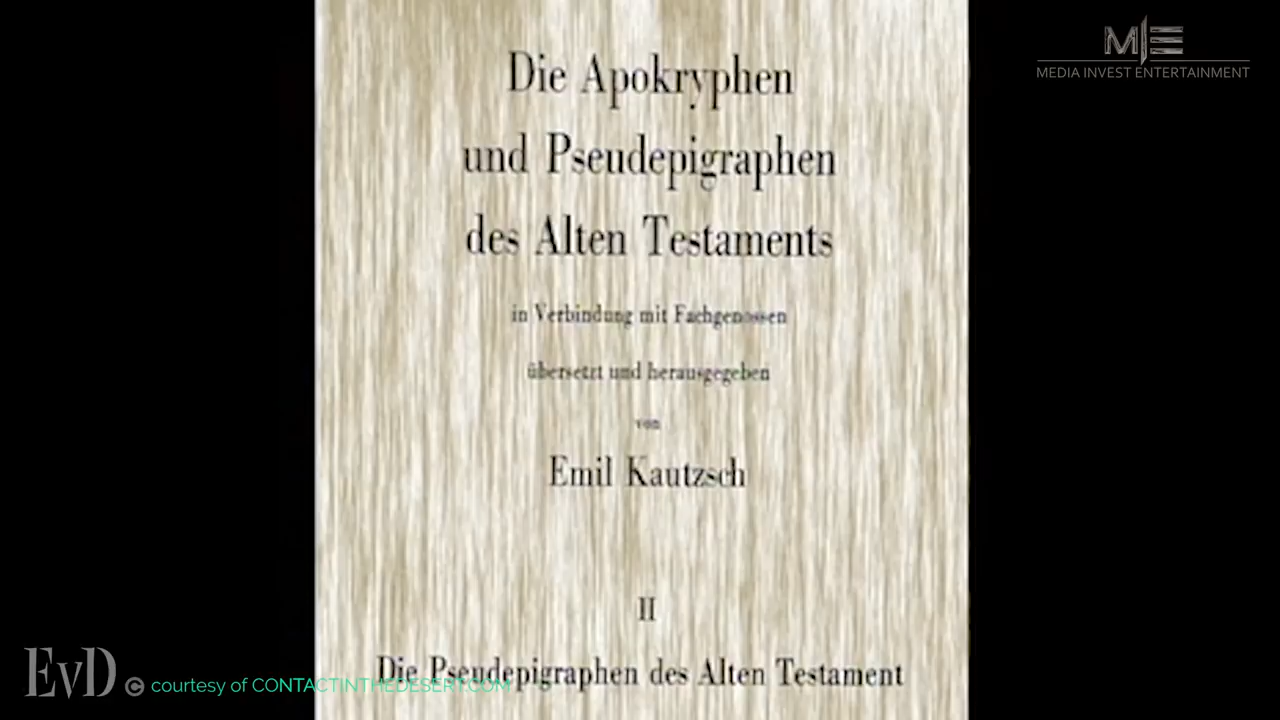 Die Apokryphen
und Pseudepigraphen
des Alten Testaments
in Verbindung mit Fachgenossen
übersetzt und herausgegeben
von
Emil Kautzsch
II
Die Pseudepigraphen des Alten Testament
ME
MEDIA INVEST ENTERTAINMENT
EvD © courtesy of CONTACTINTHEDESERT.COM